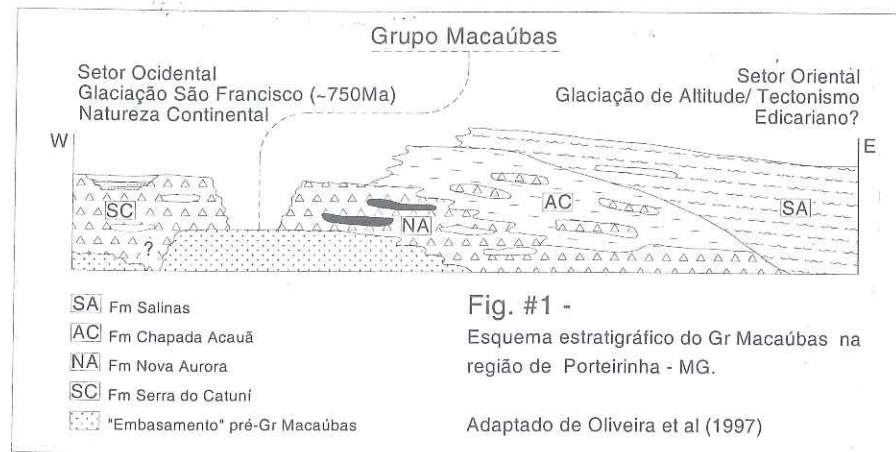 Grupo Macaúbas
Setor Ocidental
Glaciação São Francisco (~750Ma)
Natureza Continental
Setor Oriental
Glaciação de Altitude/ Tectonismo
Edicariano?
W
E
SC
?
NA
AC
SA
SA Fm Salinas
AC Fm Chapada Acauã
NA Fm Nova Aurora
SC Fm Serra do Catuní
"Embasamento" pré-Gr Macaúbas
Fig. #1 -
Esquema estratigráfico do Gr Macaúbas na
região de Porteirinha - MG.
Adaptado de Oliveira et al (1997)